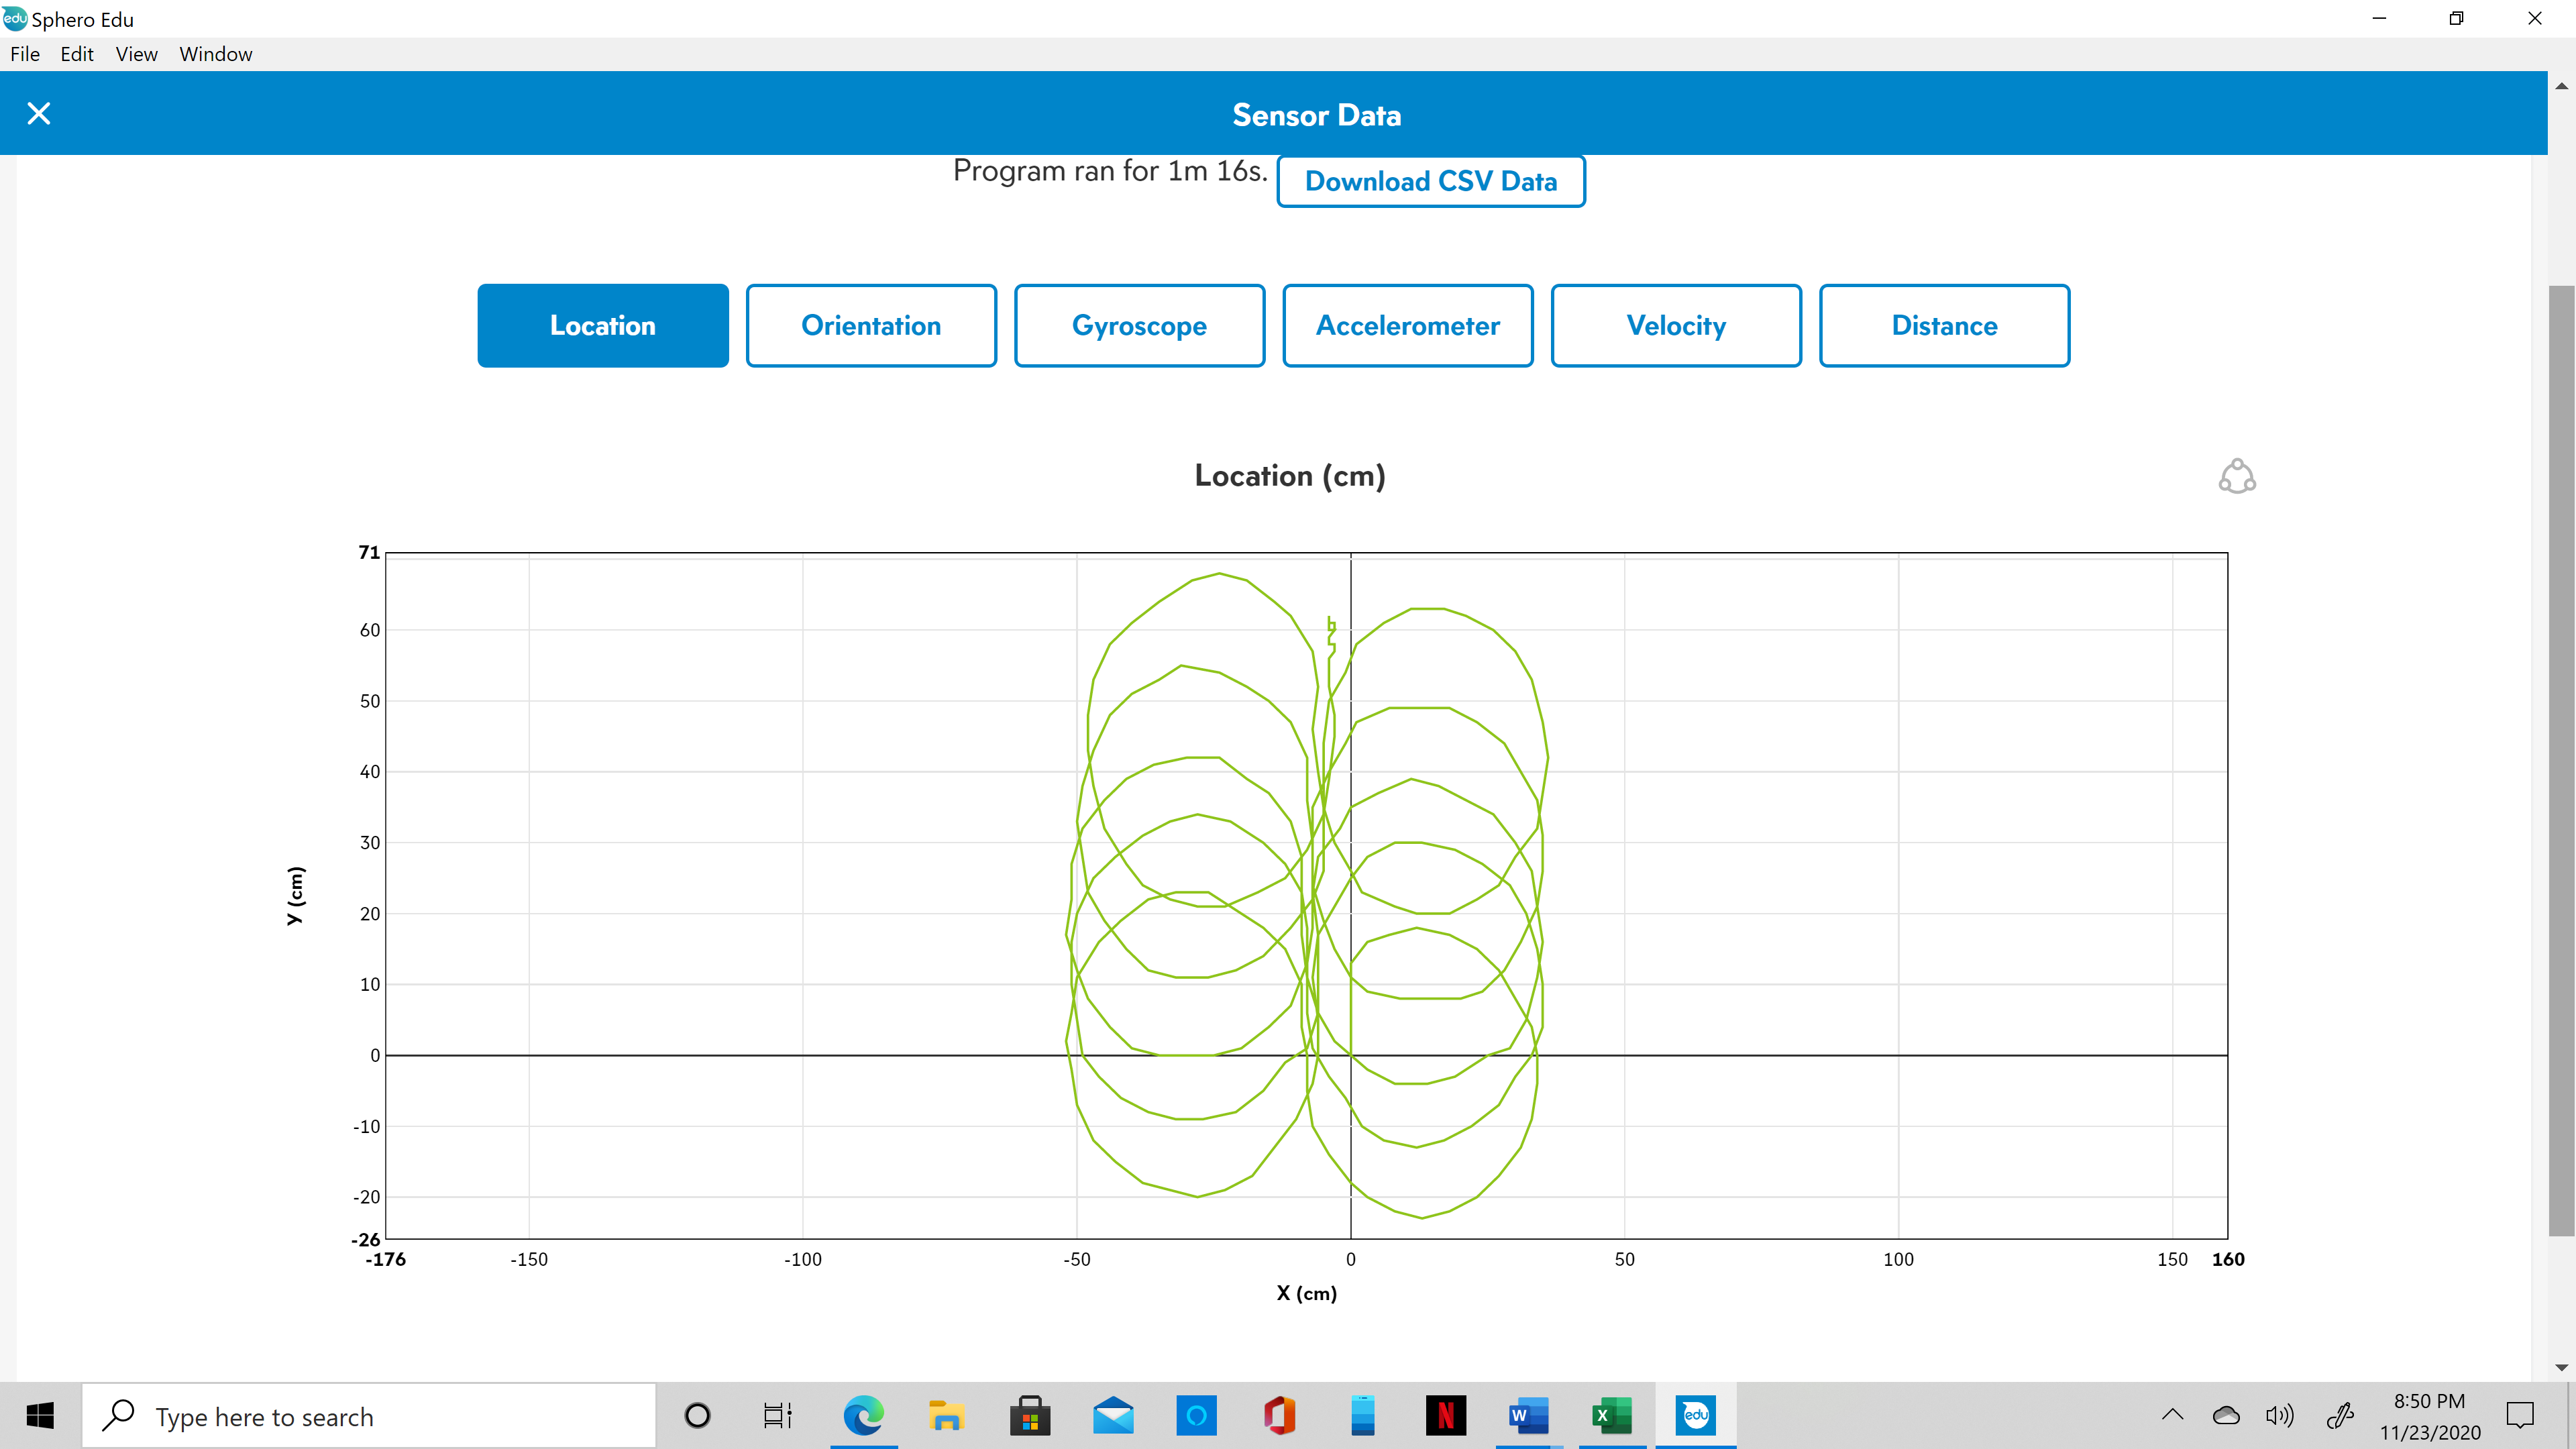 edu Sphero Edu
File Edit View Window
Sensor Data
Program ran for 1m 16s. Download CSV Data
Location Orientation Gyroscope Accelerometer Velocity Distance
Location (cm)
71
60
50
40
30
20
10
0
-10
-20
-26
y (cm)
-176 -150 -100 -50 0 50 100 150 160
X (cm)
Type here to search
N
W
X
edu
8:50 PM
11/23/2020